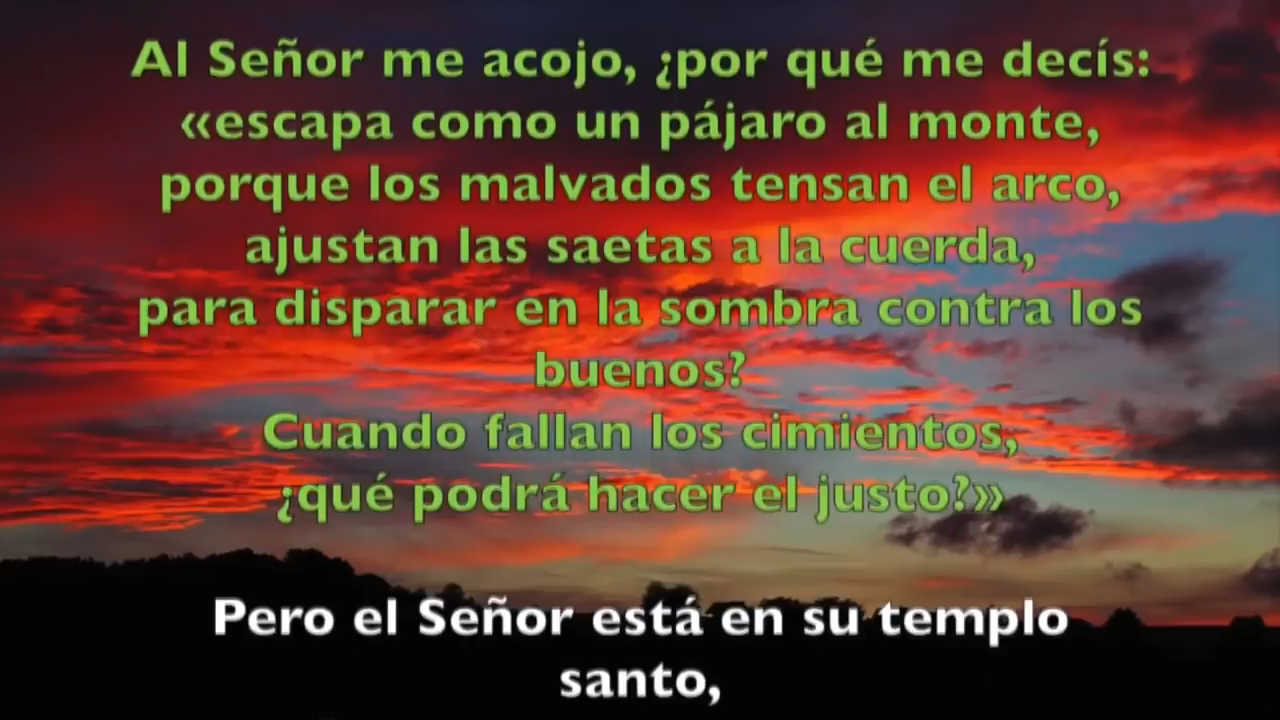 Al Señor me acojo, ¿por qué me decís:
«escapa como un pájaro al monte,
porque los malvados tensan el arco,
ajustan las saetas a la cuerda,
para disparar en la sombra contra los
buenos?
Cuando fallan los cimientos,
¿qué podrá hacer el justo?»
Pero el Señor está en su templo
santo,